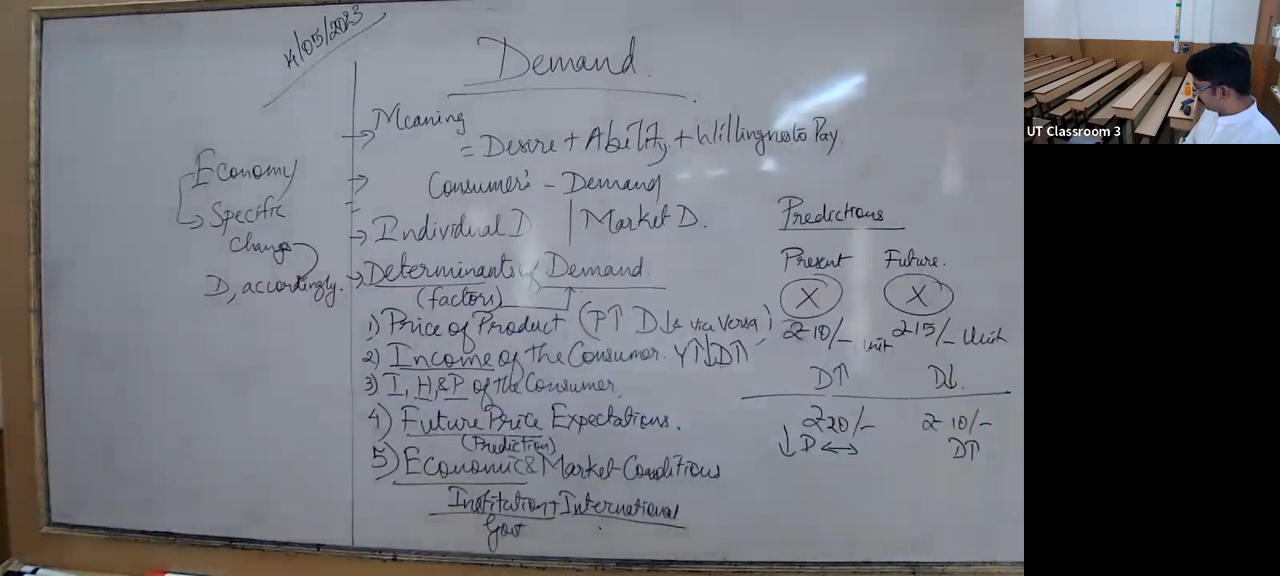 11/05/2023
Demand.
Meaning
= Desire + Ability + Willingness to Pay
Consumer's - Demand
Individual D | Market D.
Determinants of Demand.
(factors)
1) Price of Product (P↑ D↓ & via Versa)
2) Income of the Consumer. Y↑↓D↑
3) I, H, & P of the Consumer.
4) Future Price Expectations.
(Prediction)
5) Economic & Market Conditions
Institution + International
Govt
Economy
Specific
Change
D, accordingly.
Predictions
Present Future.
X X
₹10/- unit ₹15/- Unit
D↑ D↓.
₹20/- ₹10/-
↓D ↔ D↑
UT Classroom 3